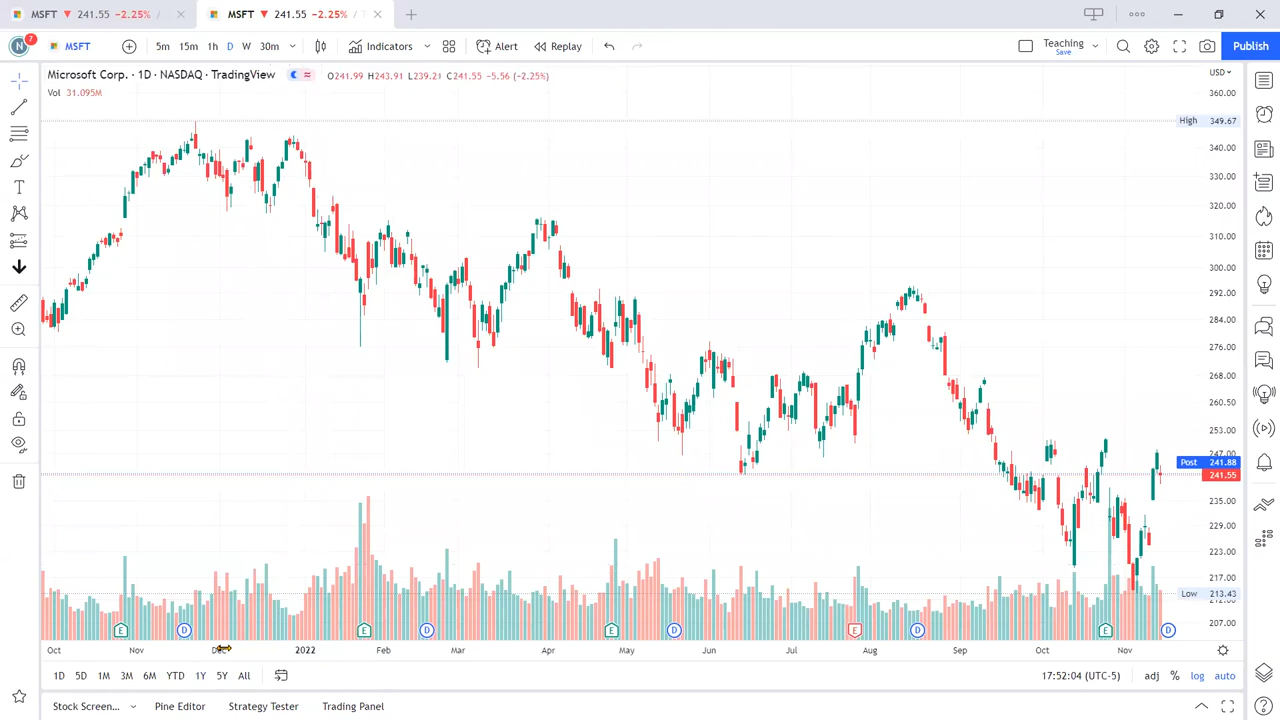 MSFT ▼ 241.55 −2.25% /
MSFT ▼ 241.55 −2.25% / T
N 7 MSFT 5m 15m 1h D W 30m Indicators Alert Replay Teaching Save Publish
Microsoft Corp. · 1D · NASDAQ · TradingView O241.99 H243.91 L239.21 C241.55 −5.56 (−2.25%)
USD
Vol 31.095M
360.00
High 349.67
340.00
330.00
320.00
310.00
300.00
292.00
284.00
276.00
268.00
260.50
253.00
247.00
Post 241.88
241.55
235.00
229.00
223.00
217.00
Low 213.43
207.00
E D E D E D E D E D
Oct Nov 2022 Feb Mar Apr May Jun Jul Aug Sep Oct Nov
1D 5D 1M 3M 6M YTD 1Y 5Y All 17:52:04 (UTC-5) adj % log auto
Stock Screen... Pine Editor Strategy Tester Trading Panel